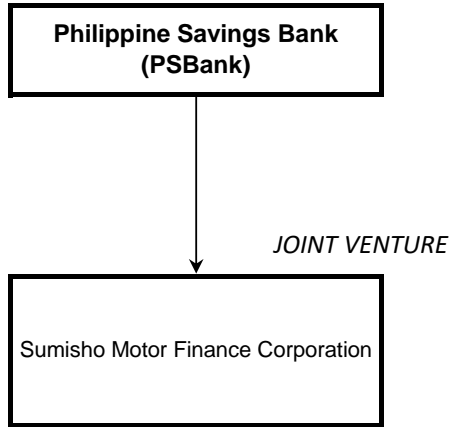 Philippine Savings Bank
(PSBank)
JOINT VENTURE
Sumisho Motor Finance Corporation